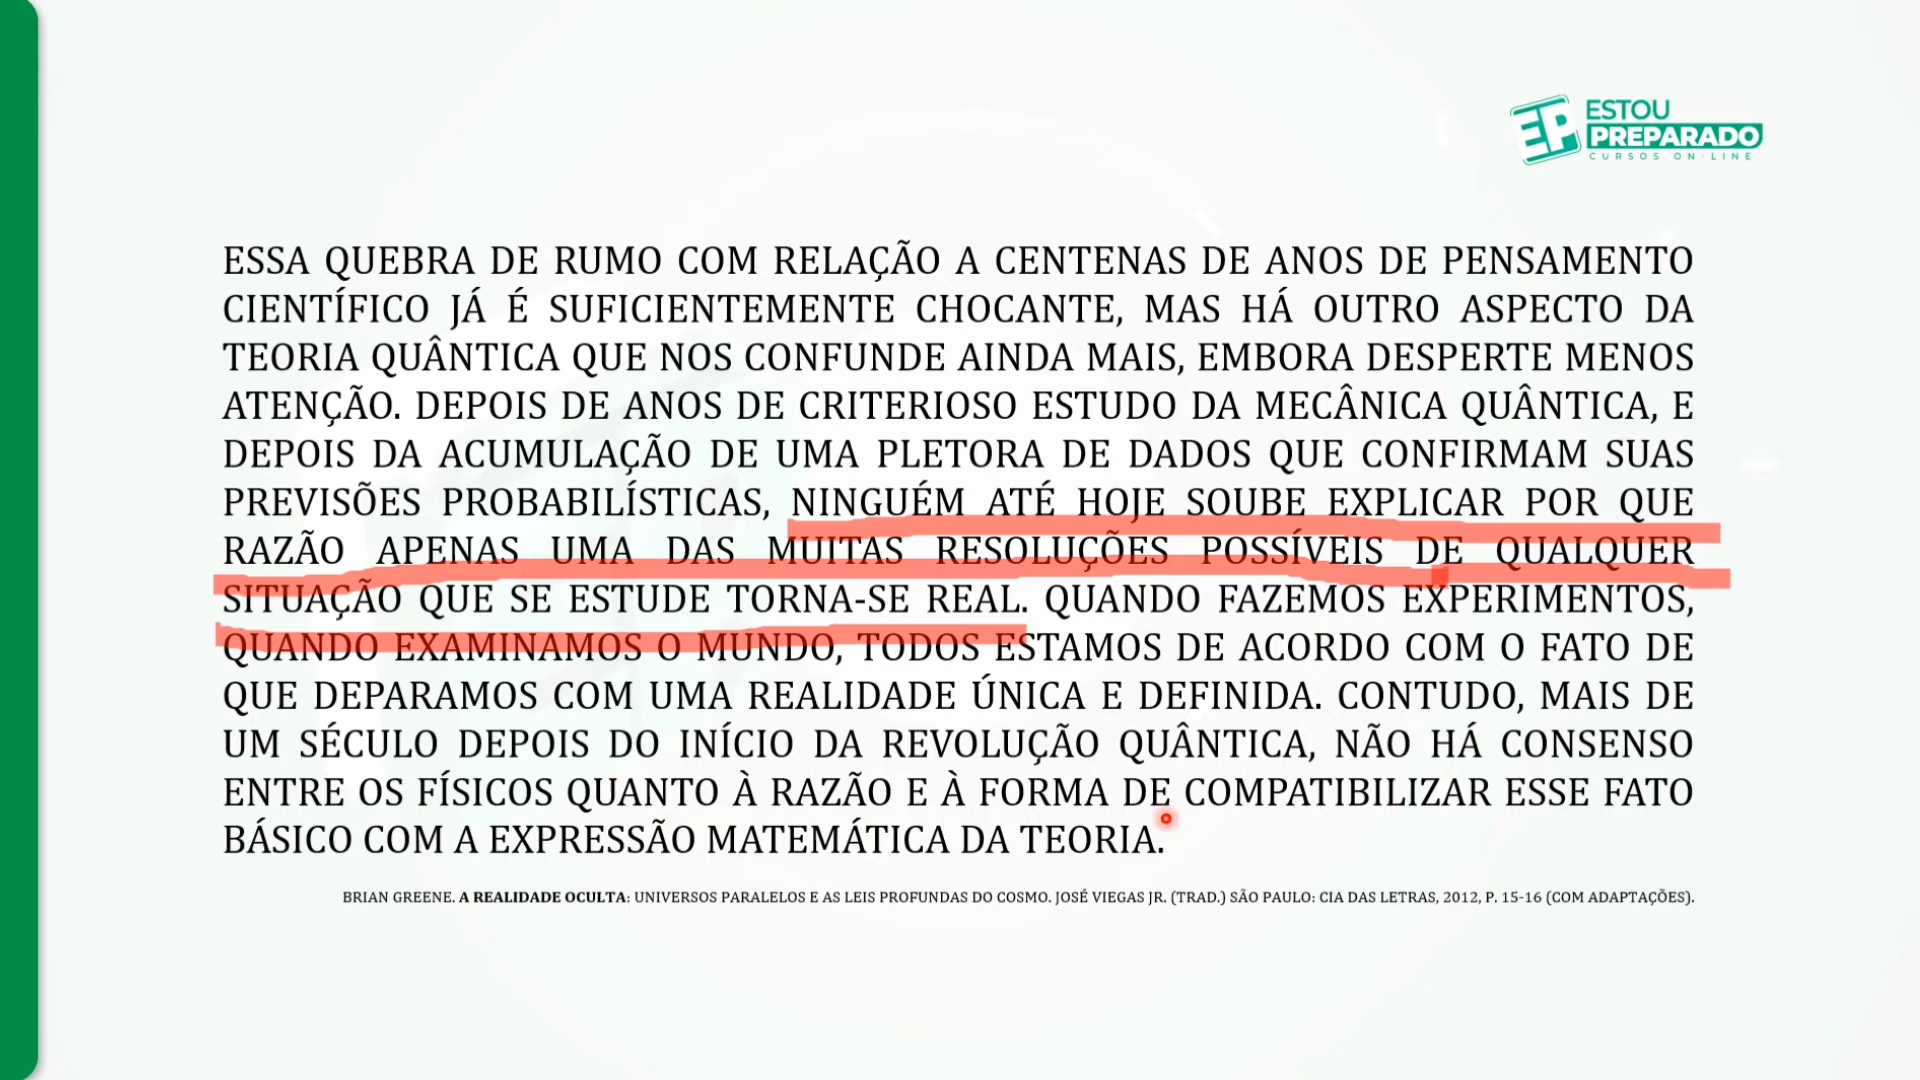 EP ESTOU
PREPARADO
CURSOS ON-LINE
ESSA QUEBRA DE RUMO COM RELAÇÃO A CENTENAS DE ANOS DE PENSAMENTO
CIENTÍFICO JÁ É SUFICIENTEMENTE CHOCANTE, MAS HÁ OUTRO ASPECTO DA
TEORIA QUÂNTICA QUE NOS CONFUNDE AINDA MAIS, EMBORA DESPERTE MENOS
ATENÇÃO. DEPOIS DE ANOS DE CRITERIOSO ESTUDO DA MECÂNICA QUÂNTICA, E
DEPOIS DA ACUMULAÇÃO DE UMA PLETORA DE DADOS QUE CONFIRMAM SUAS
PREVISÕES PROBABILÍSTICAS, NINGUÉM ATÉ HOJE SOUBE EXPLICAR POR QUE
RAZÃO APENAS UMA DAS MUITAS RESOLUÇÕES POSSÍVEIS DE QUALQUER
SITUAÇÃO QUE SE ESTUDE TORNA-SE REAL. QUANDO FAZEMOS EXPERIMENTOS,
QUANDO EXAMINAMOS O MUNDO, TODOS ESTAMOS DE ACORDO COM O FATO DE
QUE DEPARAMOS COM UMA REALIDADE ÚNICA E DEFINIDA. CONTUDO, MAIS DE
UM SÉCULO DEPOIS DO INÍCIO DA REVOLUÇÃO QUÂNTICA, NÃO HÁ CONSENSO
ENTRE OS FÍSICOS QUANTO À RAZÃO E À FORMA DE COMPATIBILIZAR ESSE FATO
BÁSICO COM A EXPRESSÃO MATEMÁTICA DA TEORIA.
BRIAN GREENE. A REALIDADE OCULTA: UNIVERSOS PARALELOS E AS LEIS PROFUNDAS DO COSMO. JOSÉ VIEGAS JR. (TRAD.) SÃO PAULO: CIA DAS LETRAS, 2012, P. 15-16 (COM ADAPTAÇÕES).